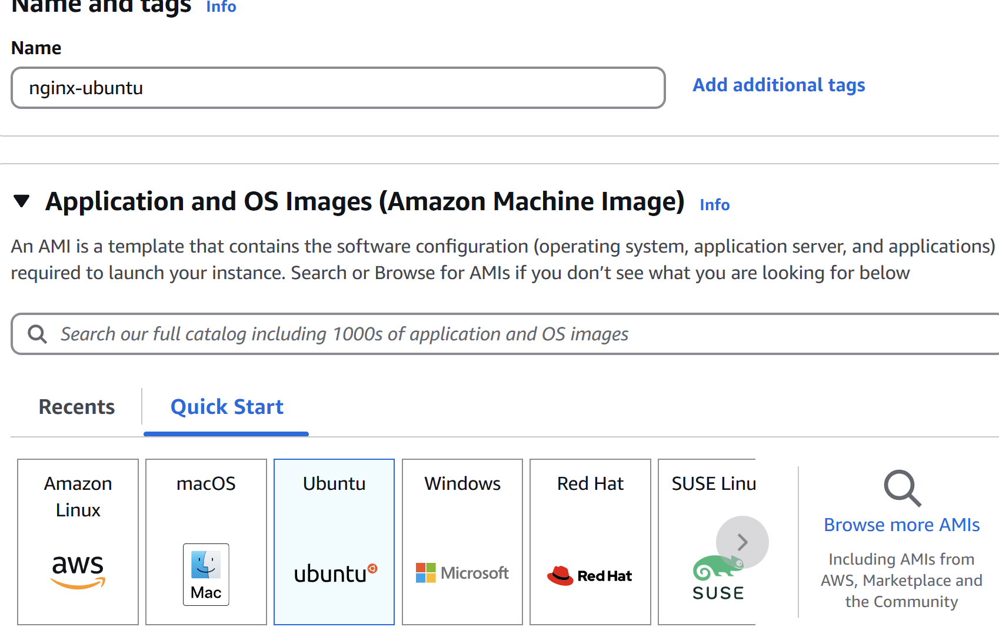 Name and tags Info
Name
nginx-ubuntu
Add additional tags
Application and OS Images (Amazon Machine Image) Info
An AMI is a template that contains the software configuration (operating system, application server, and applications)
required to launch your instance. Search or Browse for AMIs if you don’t see what you are looking for below
Search our full catalog including 1000s of application and OS images
Recents
Quick Start
Amazon
Linux
aws
macOS
Mac
Ubuntu
ubuntu
Windows
Microsoft
Red Hat
Red Hat
SUSE Linu
SUSE
Browse more AMIs
Including AMIs from
AWS, Marketplace and
the Community